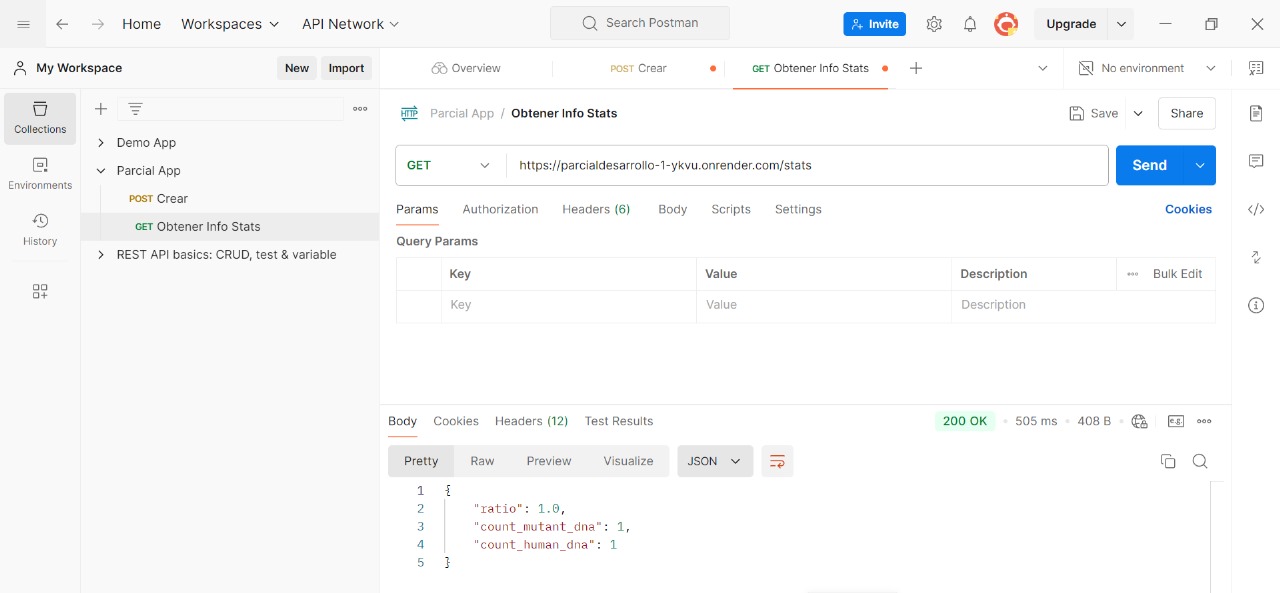 Home Workspaces API Network Search Postman Invite Upgrade
My Workspace New Import Overview POST Crear GET Obtener Info Stats No environment
Collections
Environments
History
Demo App
Parcial App
POST Crear
GET Obtener Info Stats
REST API basics: CRUD, test & variable
HTTP Parcial App / Obtener Info Stats Save Share
GET https://parcialdesarrollo-1-ykvu.onrender.com/stats Send
Params Authorization Headers (6) Body Scripts Settings Cookies
Query Params
Key Value Description Bulk Edit
Key Value Description
Body Cookies Headers (12) Test Results 200 OK 505 ms 408 B e.g.
Pretty Raw Preview Visualize JSON
1 {
2 "ratio": 1.0,
3 "count_mutant_dna": 1,
4 "count_human_dna": 1
5 }